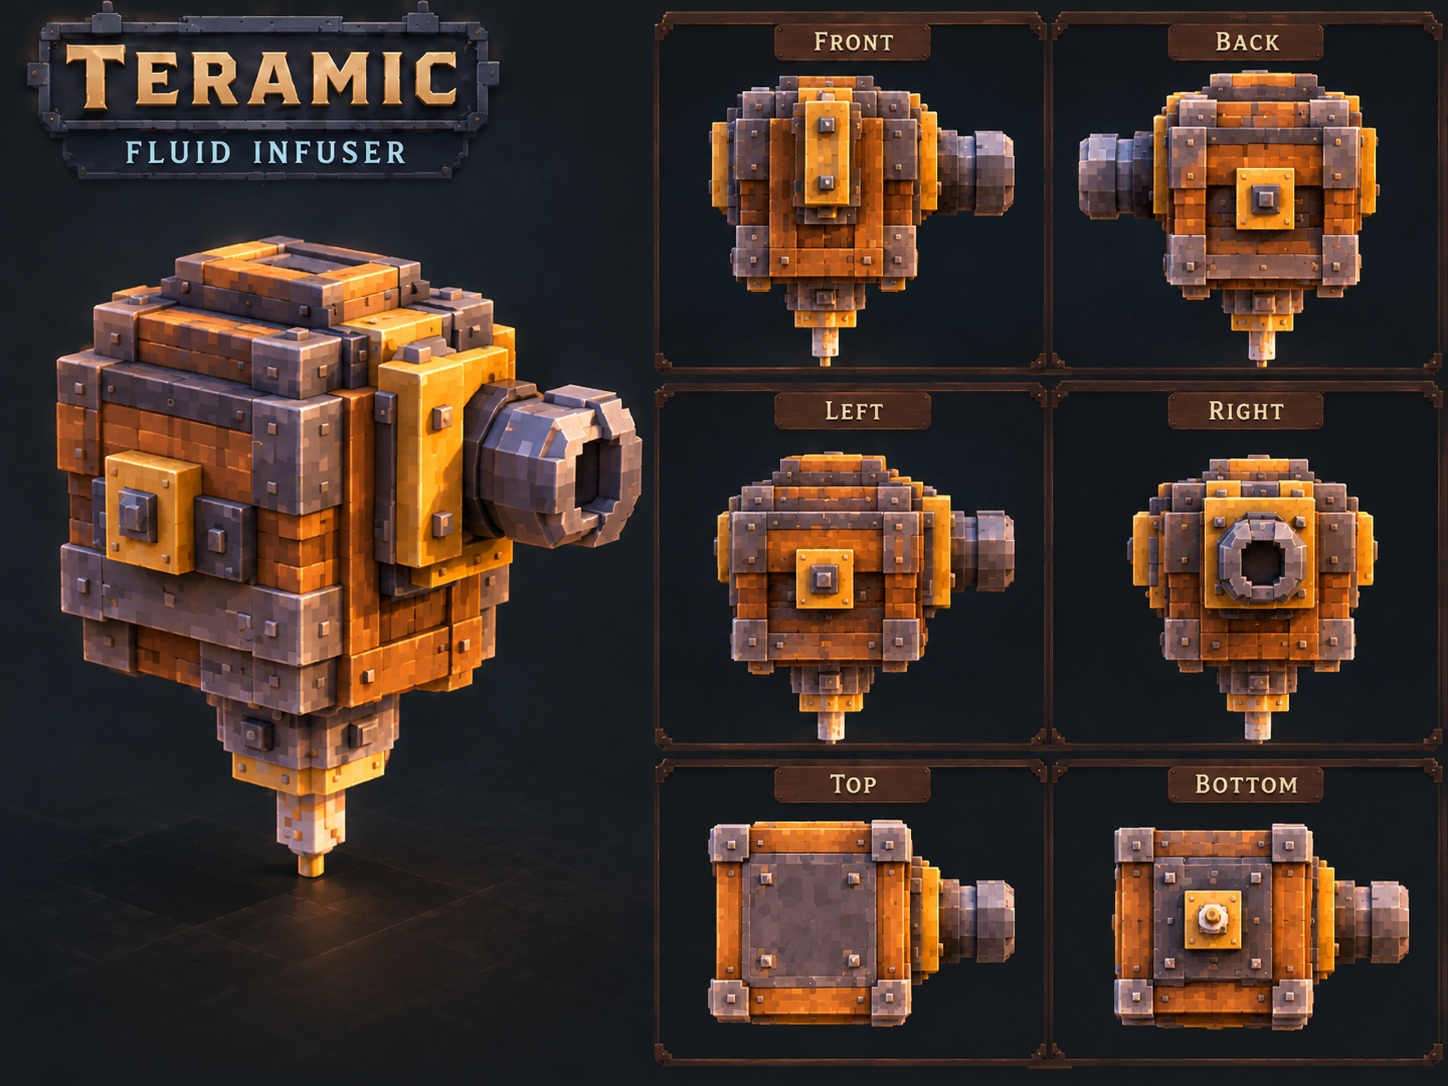 TERAMIC
FLUID INFUSER
FRONT
BACK
LEFT
RIGHT
TOP
BOTTOM